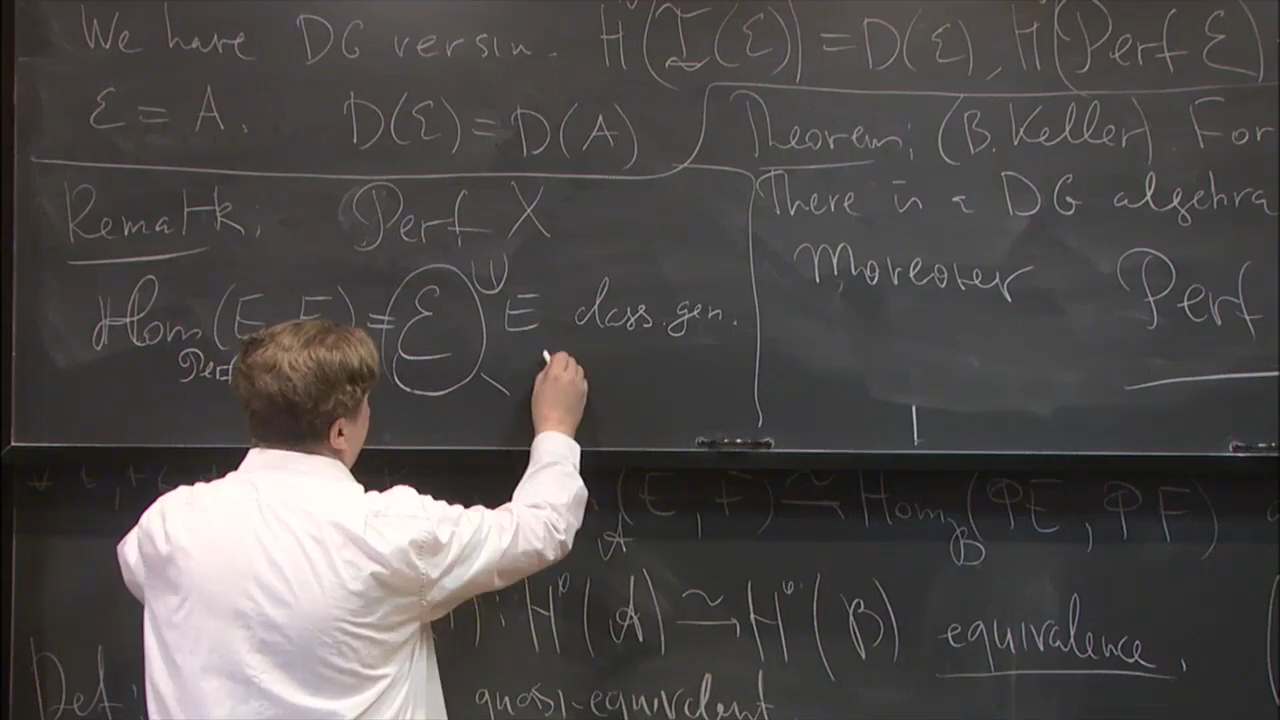 We have DG versin. H⁰(I(ℰ)) = D(ℰ), H⁰(Perf ℰ)
ℰ = A. D(ℰ) = D(A)
Theorem; (B. Keller) For
There is a DG algebra
Moreover Perf
Remark; Perf X
Hom (E, E) = ℰ ∪ E class. gen.
Perf
(E, F) ⥲ Hom (ΦE, ΦF)
A B
: H⁰(A) ⥲ H⁰(B) equivalence.
Def: quasi-equivalent